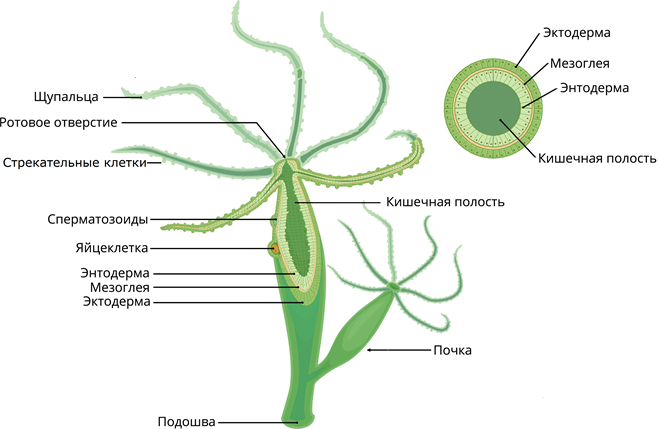 Эктодерма
Мезоглея
Энтодерма
Кишечная полость
Щупальца
Ротовое отверстие
Стрекательные клетки
Кишечная полость
Сперматозоиды
Яйцеклетка
Энтодерма
Мезоглея
Эктодерма
Почка
Подошва